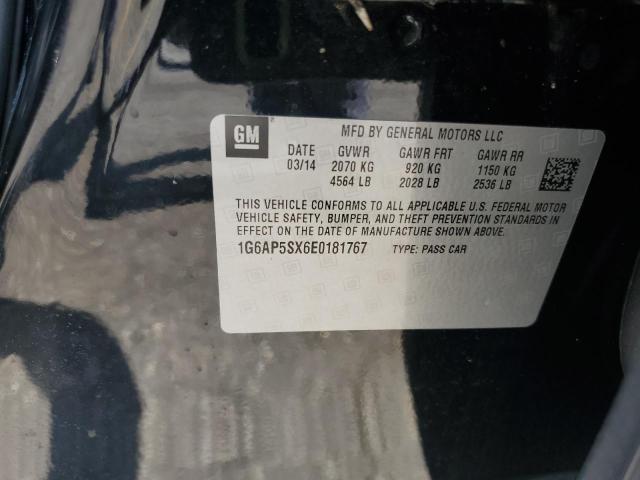 GM
MFD BY GENERAL MOTORS LLC
DATE GVWR GAWR FRT GAWR RR
03/14 2070 KG 920 KG 1150 KG
4564 LB 2028 LB 2536 LB
THIS VEHICLE CONFORMS TO ALL APPLICABLE U.S. FEDERAL MOTOR
VEHICLE SAFETY, BUMPER, AND THEFT PREVENTION STANDARDS IN
EFFECT ON THE DATE OF MANUFACTURE SHOWN ABOVE.
1G6AP5SX6E0181767 TYPE: PASS CAR